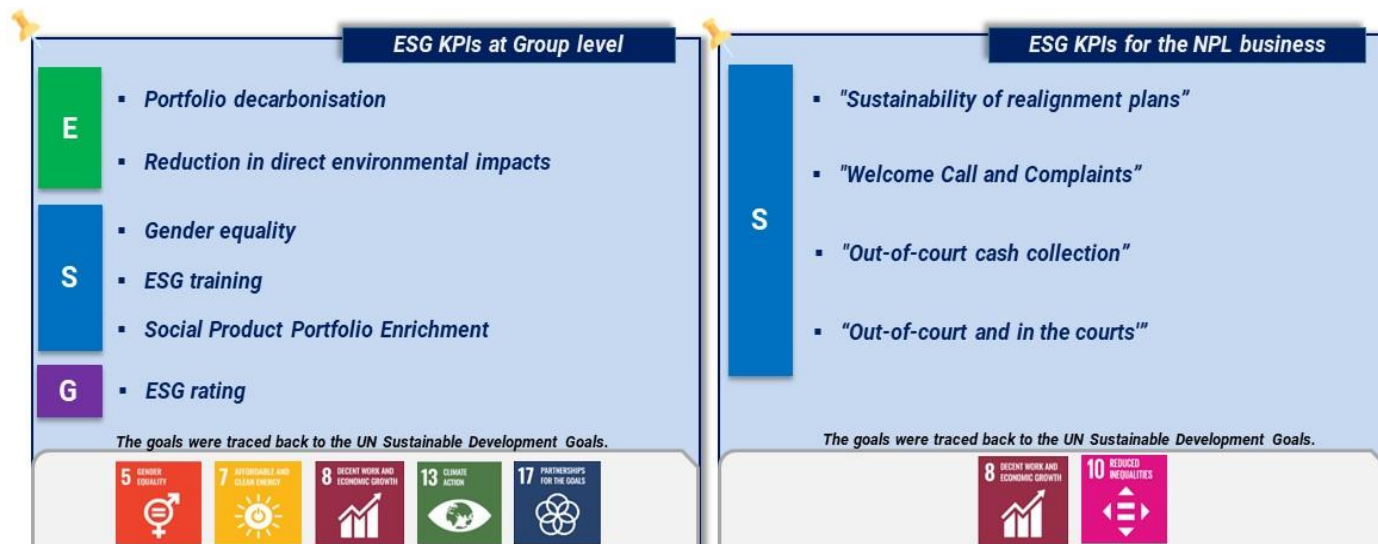 ESG KPIs at Group level
E
▪ Portfolio decarbonisation
▪ Reduction in direct environmental impacts
S
▪ Gender equality
▪ ESG training
▪ Social Product Portfolio Enrichment
G
▪ ESG rating
The goals were traced back to the UN Sustainable Development Goals.
5 GENDER
EQUALITY
7 AFFORDABLE AND
CLEAN ENERGY
8 DECENT WORK AND
ECONOMIC GROWTH
13 CLIMATE
ACTION
17 PARTNERSHIPS
FOR THE GOALS
ESG KPIs for the NPL business
S
▪ "Sustainability of realignment plans”
▪ "Welcome Call and Complaints”
▪ "Out-of-court cash collection”
▪ “Out-of-court and in the courts'”
The goals were traced back to the UN Sustainable Development Goals.
8 DECENT WORK AND
ECONOMIC GROWTH
10 REDUCED
INEQUALITIES